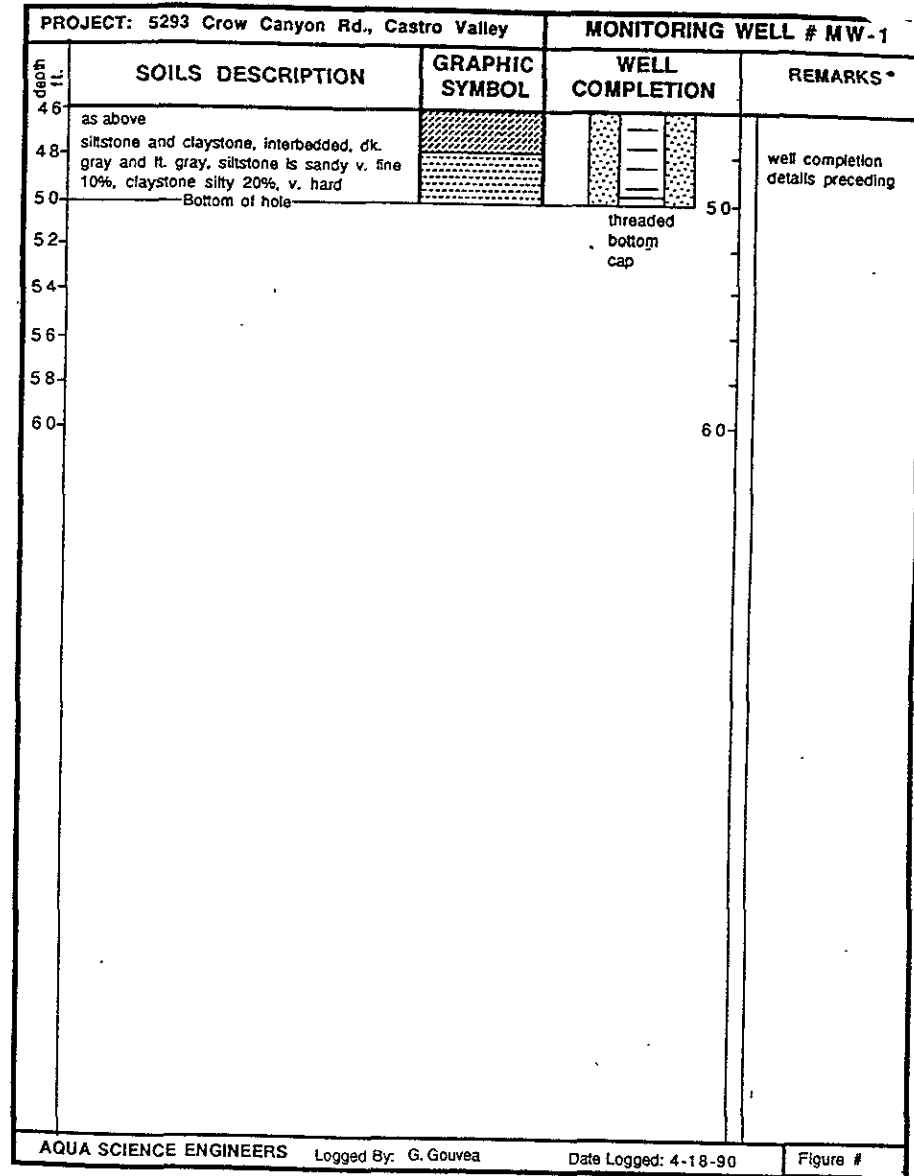 PROJECT: 5293 Crow Canyon Rd., Castro Valley
MONITORING WELL # MW-1
depth ft.
SOILS DESCRIPTION
GRAPHIC SYMBOL
WELL COMPLETION
REMARKS*
46
as above
siltstone and claystone, interbedded, dk.
48
gray and lt. gray, siltstone is sandy v. fine
10%, claystone silty 20%, v. hard
well completion
details preceding
50
Bottom of hole
50
threaded
bottom
cap
52
54
56
58
60
60
AQUA SCIENCE ENGINEERS
Logged By: G. Gouvea
Date Logged: 4-18-90
Figure #